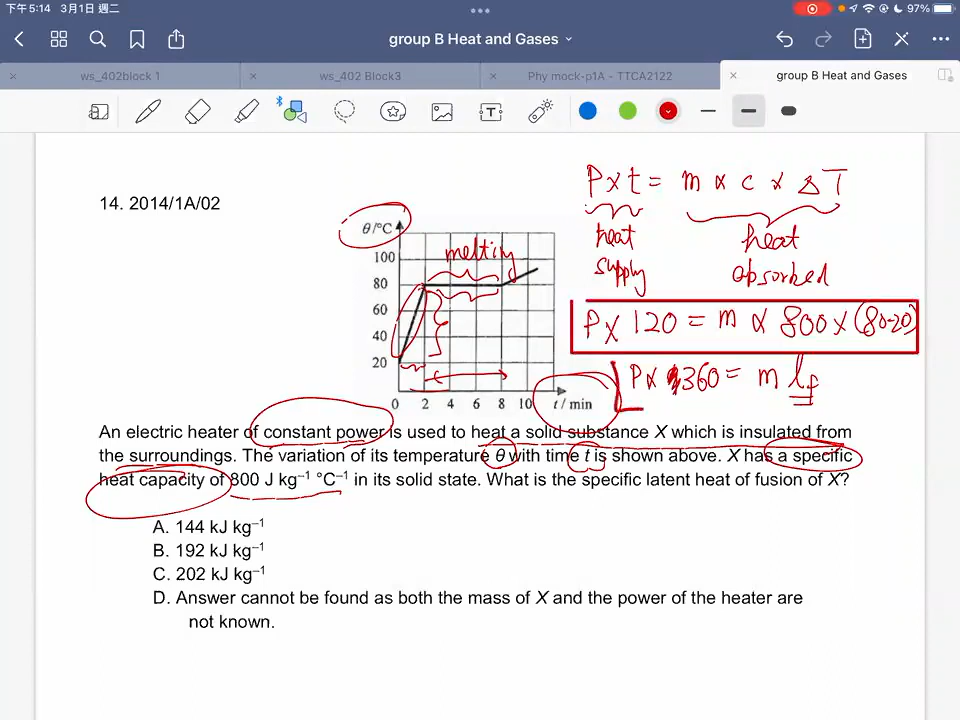 下午5:14 3月1日 週二
97%
group B Heat and Gases
ws_402block 1
ws_402 Block3
Phy mock-p1A - TTCA2122
group B Heat and Gases
14. 2014/1A/02
P × t = m × c × ΔT
heat supply
heat absorbed
θ/°C
melting
100
80
60
40
20
0 2 4 6 8 10 t / min
P × 120 = m × 800 × (80-20)
P × 360 = m lf
An electric heater of constant power is used to heat a solid substance X which is insulated from
the surroundings. The variation of its temperature θ with time t is shown above. X has a specific
heat capacity of 800 J kg⁻¹ °C⁻¹ in its solid state. What is the specific latent heat of fusion of X?
A. 144 kJ kg⁻¹
B. 192 kJ kg⁻¹
C. 202 kJ kg⁻¹
D. Answer cannot be found as both the mass of X and the power of the heater are
not known.